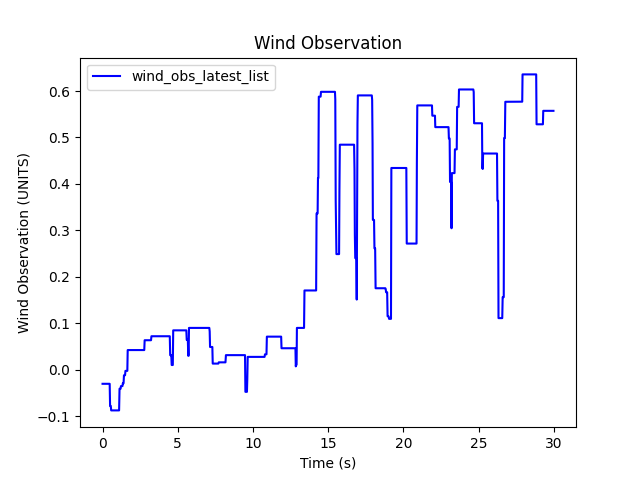 Wind Observation
wind_obs_latest_list
Wind Observation (UNITS)
0.6
0.5
0.4
0.3
0.2
0.1
0.0
−0.1
0 5 10 15 20 25 30
Time (s)